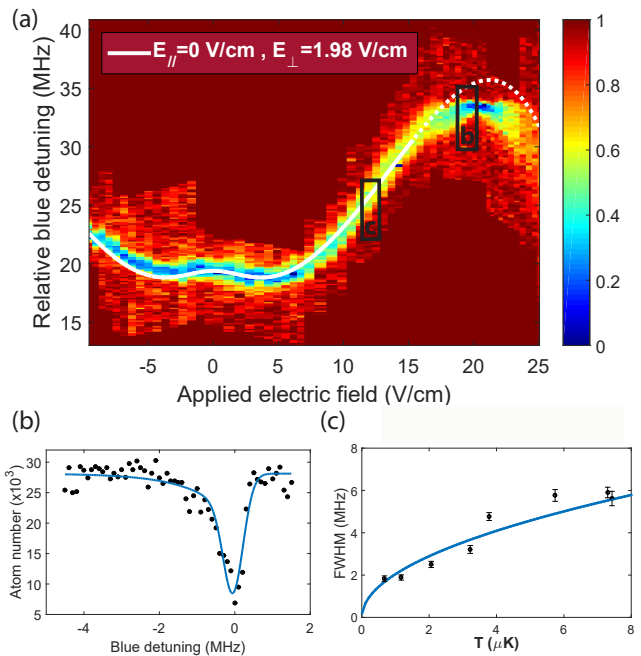 (a)
E//=0 V/cm , E⊥=1.98 V/cm
Relative blue detuning (MHz)
40
35
30
25
20
15
b
c
-5 0 5 10 15 20 25
Applied electric field (V/cm)
1
0.8
0.6
0.4
0.2
0
(b)
Atom number (x10³)
30
25
20
15
10
5
-4 -2 0 2
Blue detuning (MHz)
(c)
FWHM (MHz)
8
6
4
2
0
0 2 4 6 8
T (μK)